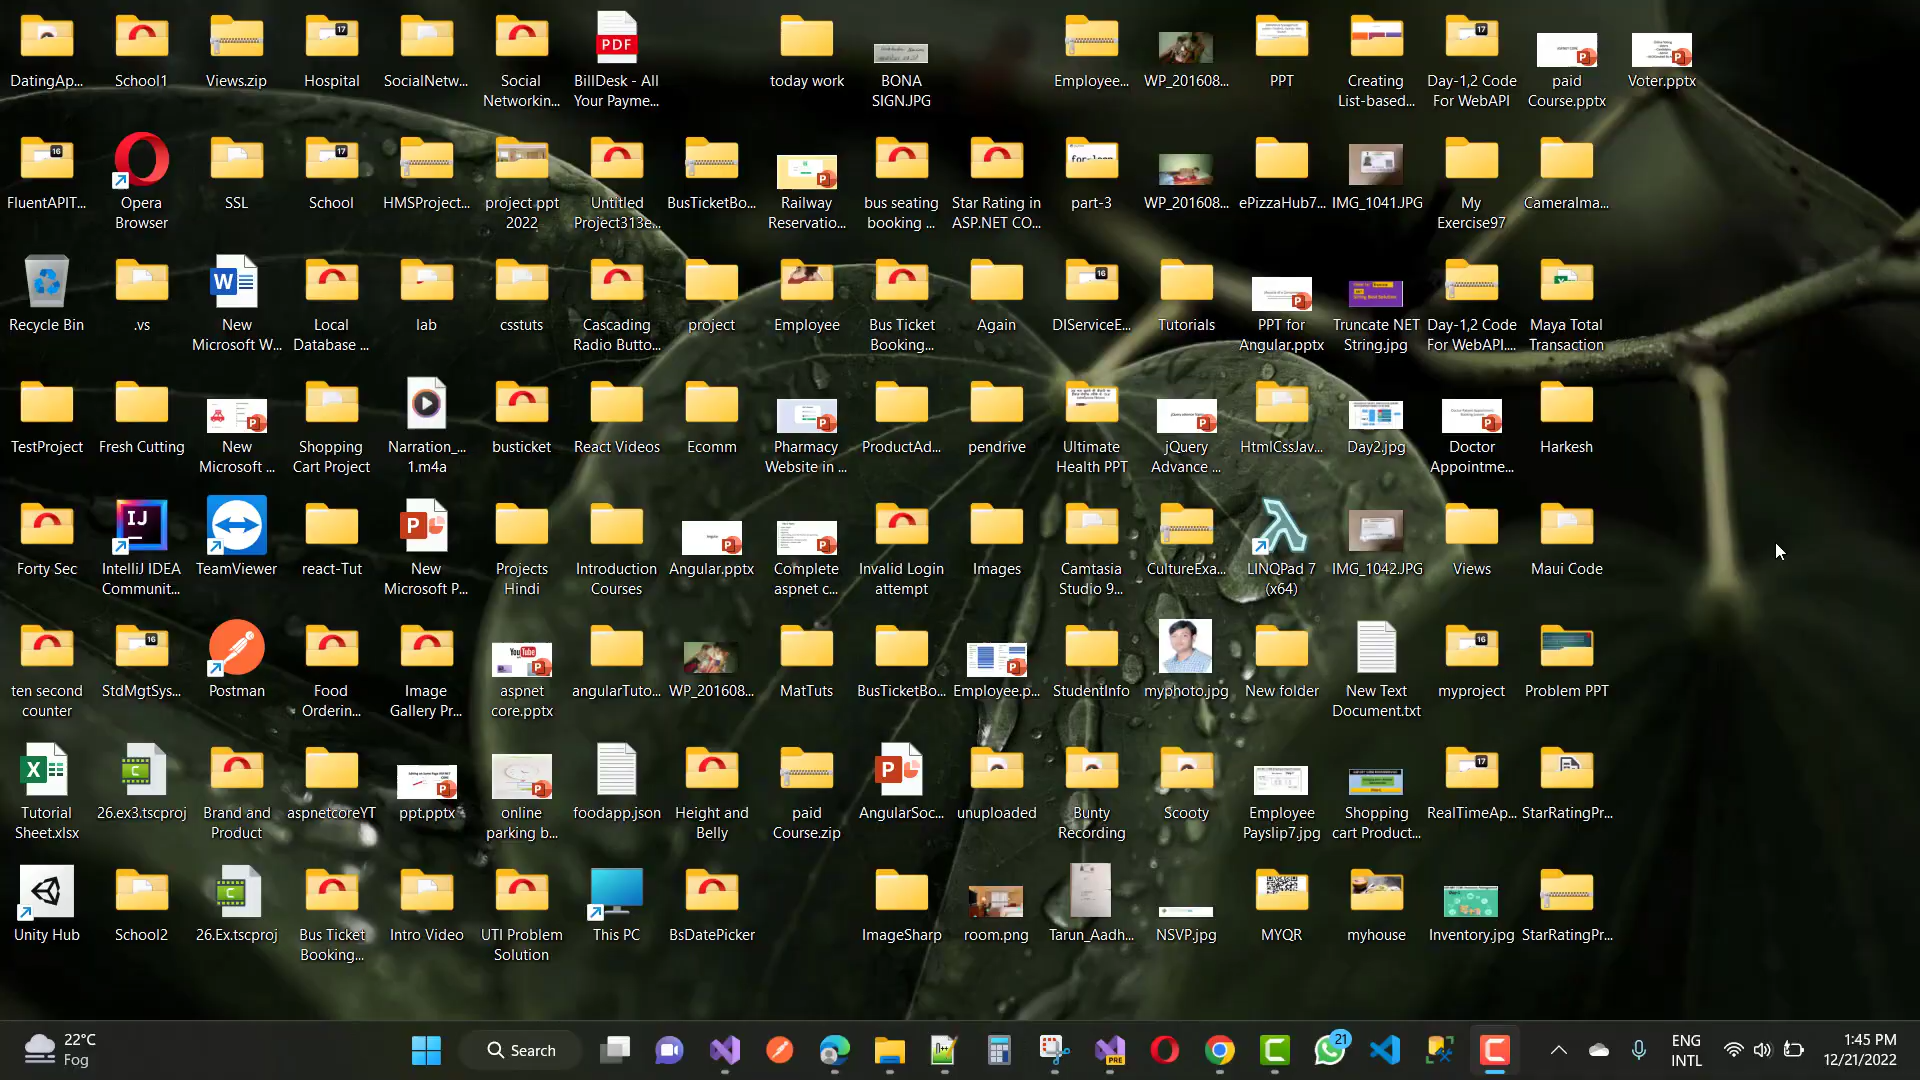 DatingAp...
School1
Views.zip
Hospital
SocialNetw...
Social
Networkin...
BillDesk - All
Your Payme...
today work
BONA
SIGN.JPG
Employee...
WP_201608...
PPT
Creating
List-based...
Day-1,2 Code
For WebAPI
paid
Course.pptx
Voter.pptx
FluentAPIT...
Opera
Browser
SSL
School
HMSProject...
project ppt
2022
Untitled
Project313e...
BusTicketBo...
Railway
Reservatio...
bus seating
booking ...
Star Rating in
ASP.NET CO...
part-3
WP_201608...
ePizzaHub7...
IMG_1041.JPG
My
Exercise97
CameraIma...
Recycle Bin
.vs
New
Microsoft W...
Local
Database ...
lab
csstuts
Cascading
Radio Butto...
project
Employee
Bus Ticket
Booking...
Again
DIServiceE...
Tutorials
PPT for
Angular.pptx
Truncate NET
String.jpg
Day-1,2 Code
For WebAPI....
Maya Total
Transaction
TestProject
Fresh Cutting
New
Microsoft ...
Shopping
Cart Project
Narration_...
1.m4a
busticket
React Videos
Ecomm
Pharmacy
Website in ...
ProductAd...
pendrive
Ultimate
Health PPT
jQuery
Advance ...
HtmlCssJav...
Day2.jpg
Doctor
Appointme...
Harkesh
Forty Sec
IntelliJ IDEA
Communit...
TeamViewer
react-Tut
New
Microsoft P...
Projects
Hindi
Introduction
Courses
Angular.pptx
Complete
aspnet c...
Invalid Login
attempt
Images
Camtasia
Studio 9...
CultureExa...
LINQPad 7
(x64)
IMG_1042.JPG
Views
Maui Code
ten second
counter
StdMgtSys...
Postman
Food
Orderin...
Image
Gallery Pr...
aspnet
core.pptx
angularTuto...
WP_201608...
MatTuts
BusTicketBo...
Employee.p...
StudentInfo
myphoto.jpg
New folder
New Text
Document.txt
myproject
Problem PPT
Tutorial
Sheet.xlsx
26.ex3.tscproj
Brand and
Product
aspnetcoreYT
ppt.pptx
online
parking b...
foodapp.json
Height and
Belly
paid
Course.zip
AngularSoc...
unuploaded
Bunty
Recording
Scooty
Employee
Payslip7.jpg
Shopping
cart Product...
RealTimeAp...
StarRatingPr...
Unity Hub
School2
26.Ex.tscproj
Bus Ticket
Booking...
Intro Video
UTI Problem
Solution
This PC
BsDatePicker
ImageSharp
room.png
Tarun_Aadh...
NSVP.jpg
MYQR
myhouse
Inventory.jpg
StarRatingPr...
22°C
Fog
Search
21
ENG
INTL
1:45 PM
12/21/2022